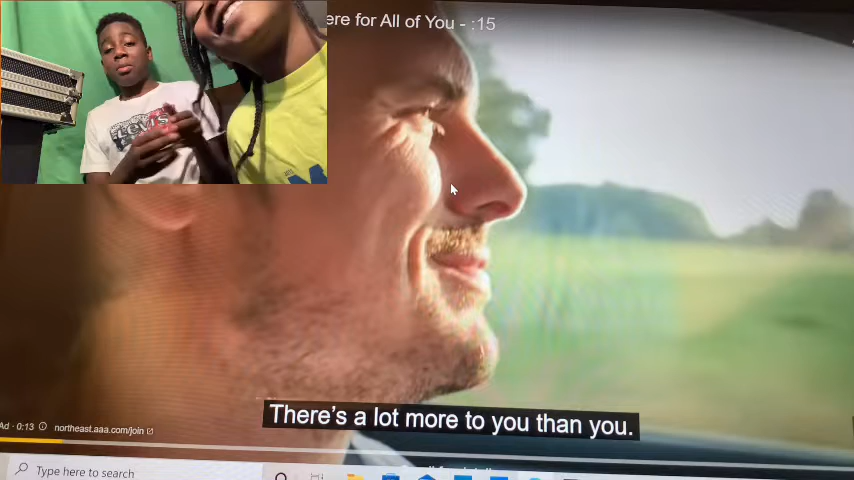 ere for All of You - :15
LEVI'S
There's a lot more to you than you.
Ad · 0:13 northeast.aaa.com/join
Type here to search